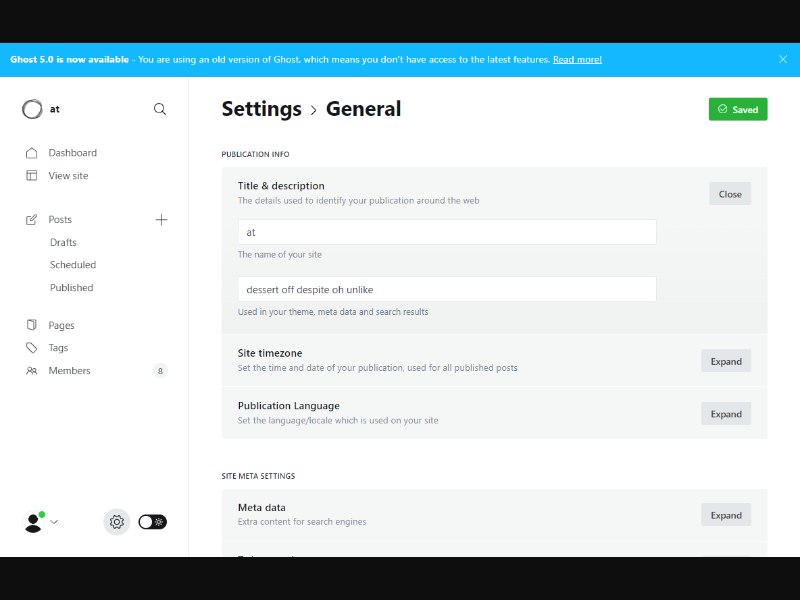 Ghost 5.0 is now available - You are using an old version of Ghost, which means you don't have access to the latest features. Read more!
at
Dashboard
View site
Posts
Drafts
Scheduled
Published
Pages
Tags
Members 8
Settings > General
Saved
PUBLICATION INFO
Title & description
The details used to identify your publication around the web
Close
at
The name of your site
dessert off despite oh unlike
Used in your theme, meta data and search results
Site timezone
Set the time and date of your publication, used for all published posts
Expand
Publication Language
Set the language/locale which is used on your site
Expand
SITE META SETTINGS
Meta data
Extra content for search engines
Expand